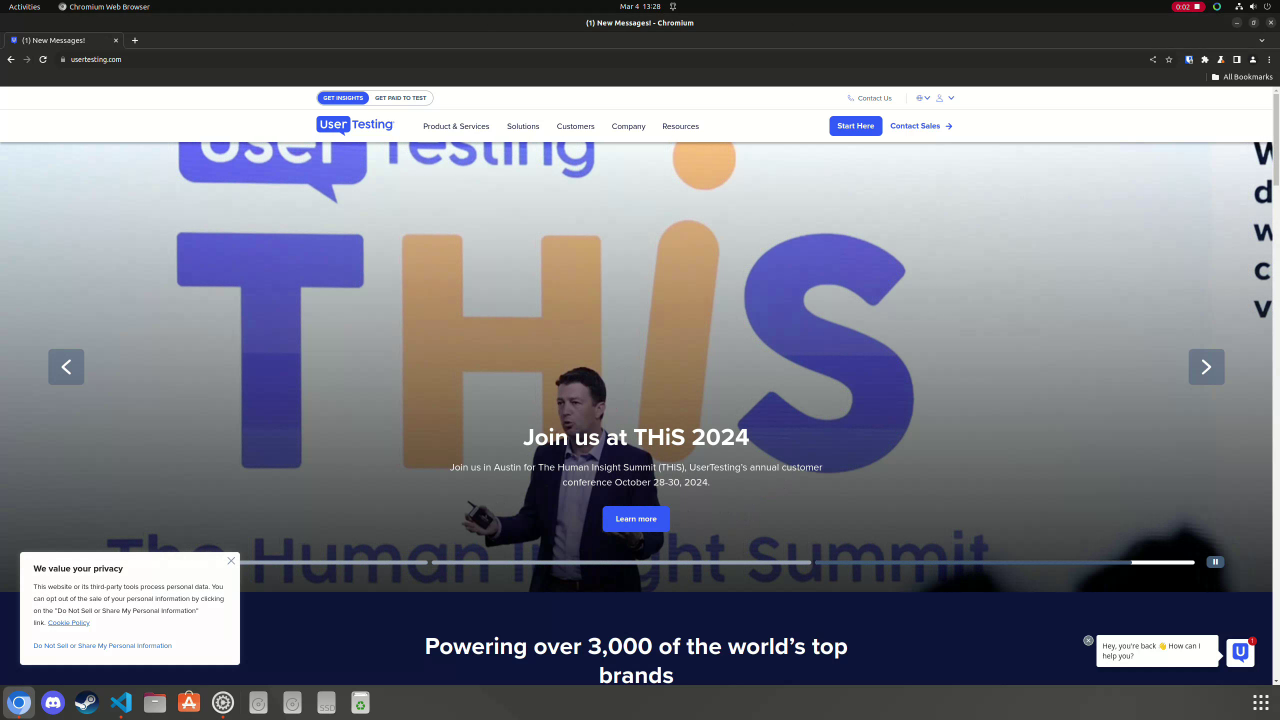 Activities
Chromium Web Browser
Mar 4 13:28
0:02
(1) New Messages! - Chromium
(1) New Messages!
usertesting.com
All Bookmarks
GET INSIGHTS
GET PAID TO TEST
Contact Us
UserTesting
Product & Services
Solutions
Customers
Company
Resources
Start Here
Contact Sales
User Testing
THiS
Join us at THiS 2024
Join us in Austin for The Human Insight Summit (THiS), UserTesting's annual customer
conference October 28-30, 2024.
Learn more
The Human Insight Summit
We value your privacy
This website or its third-party tools process personal data. You
can opt out of the sale of your personal information by clicking
on the "Do Not Sell or Share My Personal Information"
link. Cookie Policy
Do Not Sell or Share My Personal Information
Powering over 3,000 of the world's top
brands
Hey, you're back 👋 How can I
help you?
1
SSD